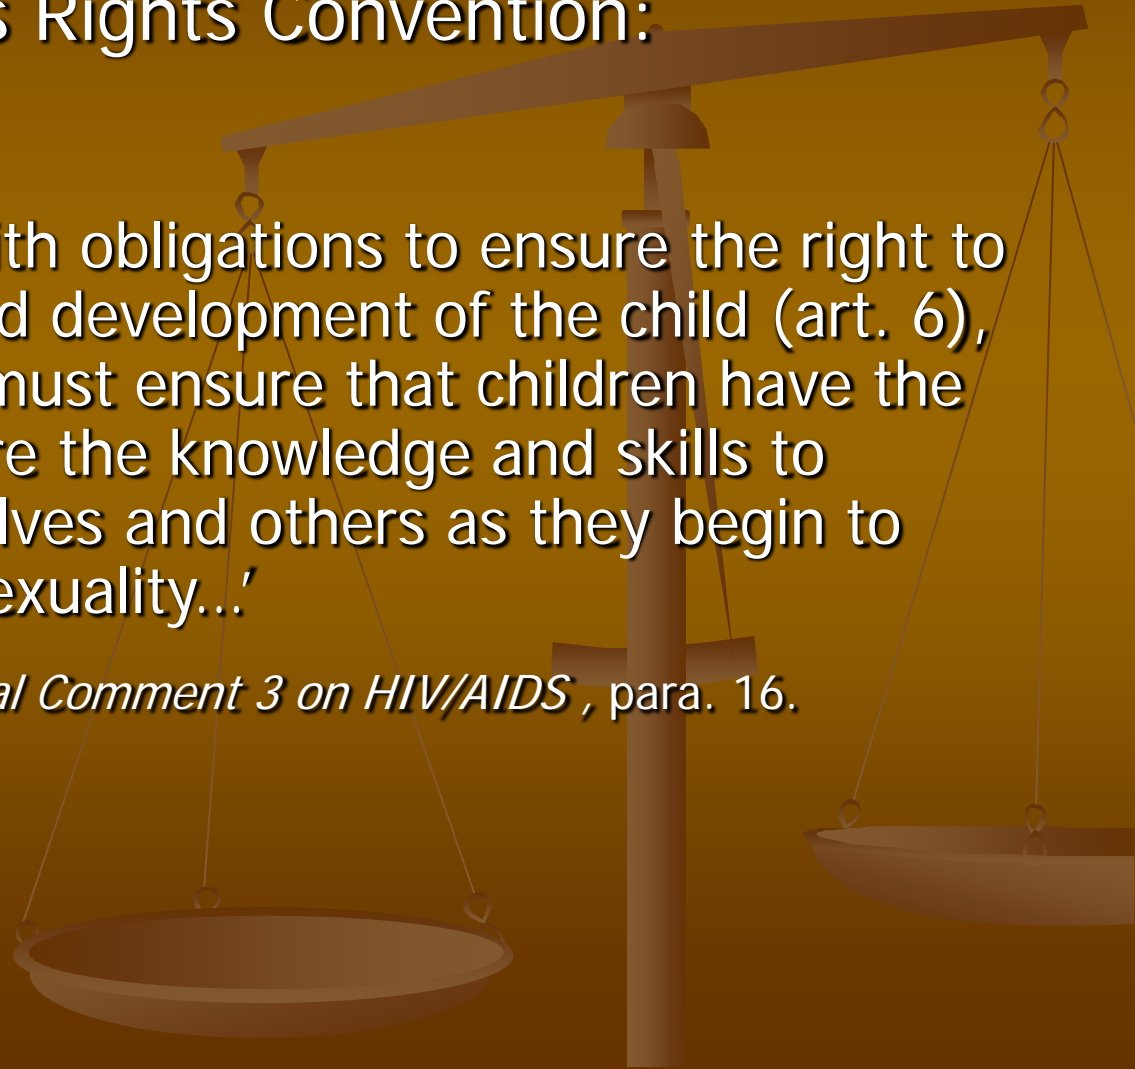 s Rights Convention:
ith obligations to ensure the right to
d development of the child (art. 6),
must ensure that children have the
re the knowledge and skills to
lves and others as they begin to
exuality...’
al Comment 3 on HIV/AIDS , para. 16.